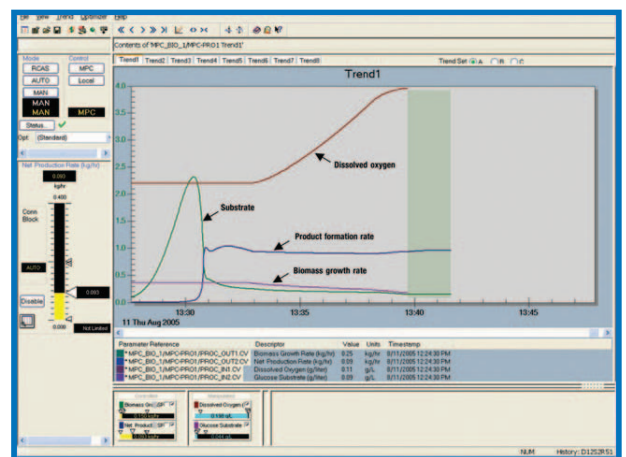 File View Trend Optimizer Help
Contents of 'MPC_BIO_1/MPC-PRO1 Trend1'
Mode Control
RCAS MPC
AUTO Local
MAN
MAN
MAN MPC
Status...
Opt: (Standard)
Trend1 Trend2 Trend3 Trend4 Trend5 Trend6 Trend7 Trend8 Trend Set A B C
Trend1
4.0
3.5
3.0
2.5
2.0
1.5
1.0
0.5
0.0
Dissolved oxygen
Substrate
Product formation rate
Biomass growth rate
13:30 13:35 13:40 13:45
11 Thu Aug 2005
Net Production Rate (kg/hr)
0.093
kg/hr
0.400
Conn
Block
AUTO
0.093
Disable
0.000 Not Limited
Parameter Reference Descriptor Value Units Timestamp
*MPC_BIO_1/MPC-PRO1/PROC_OUT1.CV Biomass Growth Rate (kg/hr) 0.25 kg/hr 8/11/2005 12:24:30 PM
*MPC_BIO_1/MPC-PRO1/PROC_OUT2.CV Net Production Rate (kg/hr) 0.09 kg/hr 8/11/2005 12:24:30 PM
*MPC_BIO_1/MPC-PRO1/PROC_IN1.CV Dissolved Oxygen (g/liter) 0.11 g/L 8/11/2005 12:24:30 PM
*MPC_BIO_1/MPC-PRO1/PROC_IN2.CV Glucose Substrate (g/liter) 0.09 g/L 8/11/2005 12:24:30 PM
Controlled Manipulated
Biomass Gro SP Dissolved Oxygen (
Net Product SP Glucose Substrate
NUM History: D12S2RS1